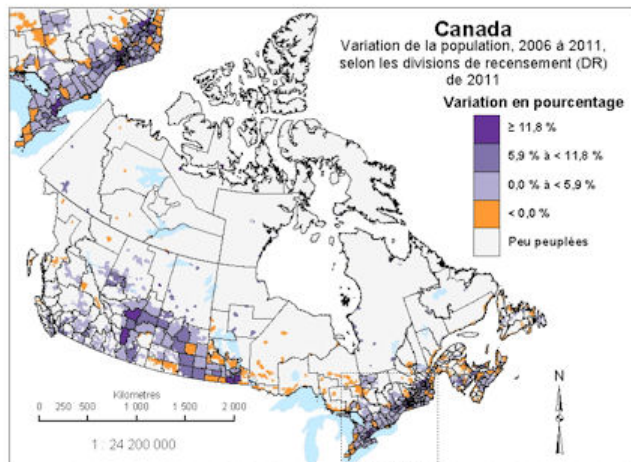 Canada
Variation de la population, 2006 à 2011,
selon les divisions de recensement (DR)
de 2011
Variation en pourcentage
≥ 11,8 %
5,9 % à < 11,8 %
0,0 % à < 5,9 %
< 0,0 %
Peu peuplées
Kilometres
0 250 500 1 000 1 500 2 000
1 : 24 200 000
N